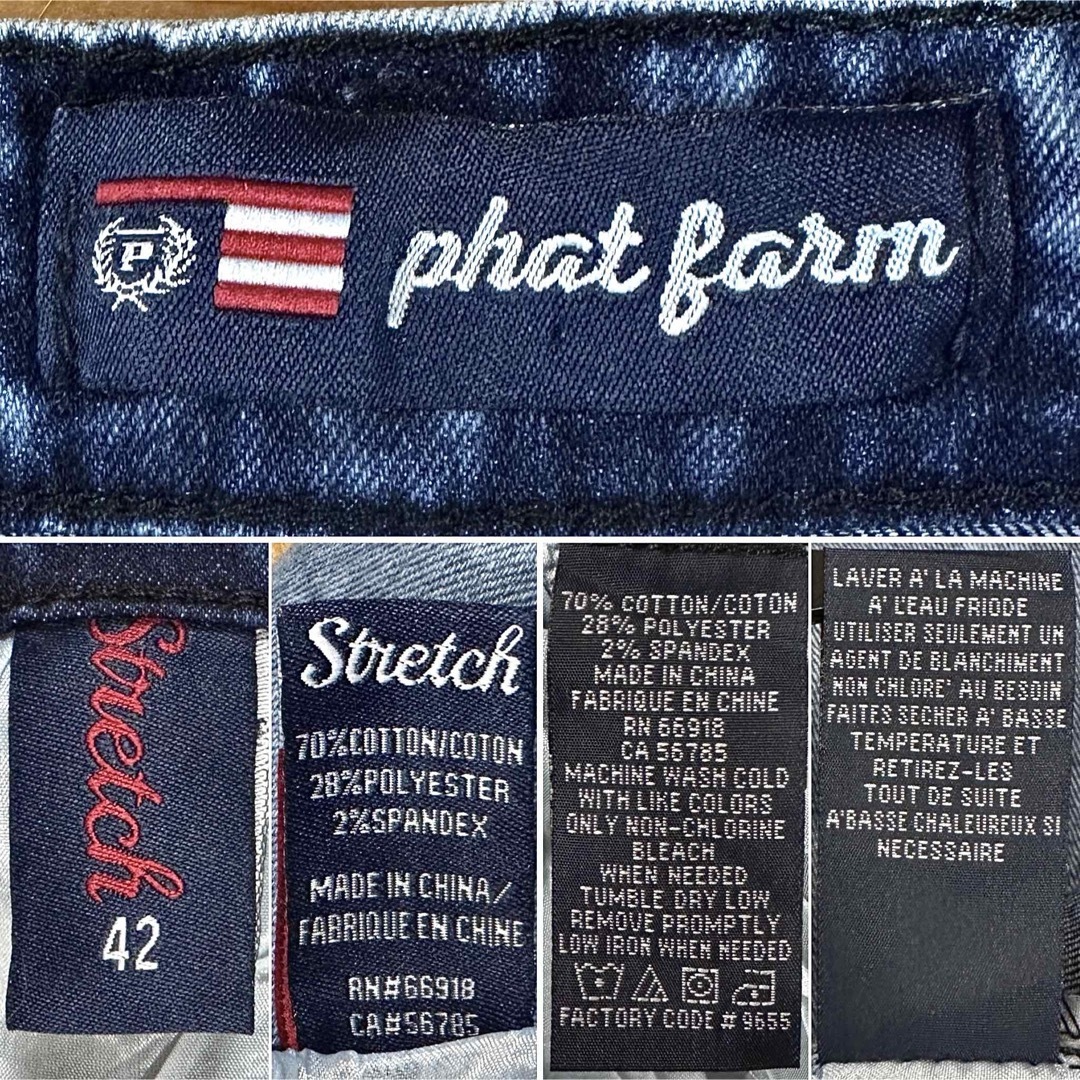 P
phat farm
Stretch
42
Stretch
70%COTTON/COTON
28%POLYESTER
2%SPANDEX
MADE IN CHINA/
FABRIQUE EN CHINE
RN#66918
CA#56785
70% COTTON/COTON
28% POLYESTER
2% SPANDEX
MADE IN CHINA
FABRIQUE EN CHINE
RN 66918
CA 56785
MACHINE WASH COLD
WITH LIKE COLORS
ONLY NON-CHLORINE
BLEACH
WHEN NEEDED
TUMBLE DRY LOW
REMOVE PROMPTLY
LOW IRON WHEN NEEDED
FACTORY CODE # 9655
LAVER A' LA MACHINE
A' L'EAU FRIODE
UTILISER SEULEMENT UN
AGENT DE BLANCHIMENT
NON CHLORE' AU BESOIN
FAITES SECHER A' BASSE
TEMPERATURE ET
RETIREZ-LES
TOUT DE SUITE
A'BASSE CHALEUREUX SI
NECESSAIRE